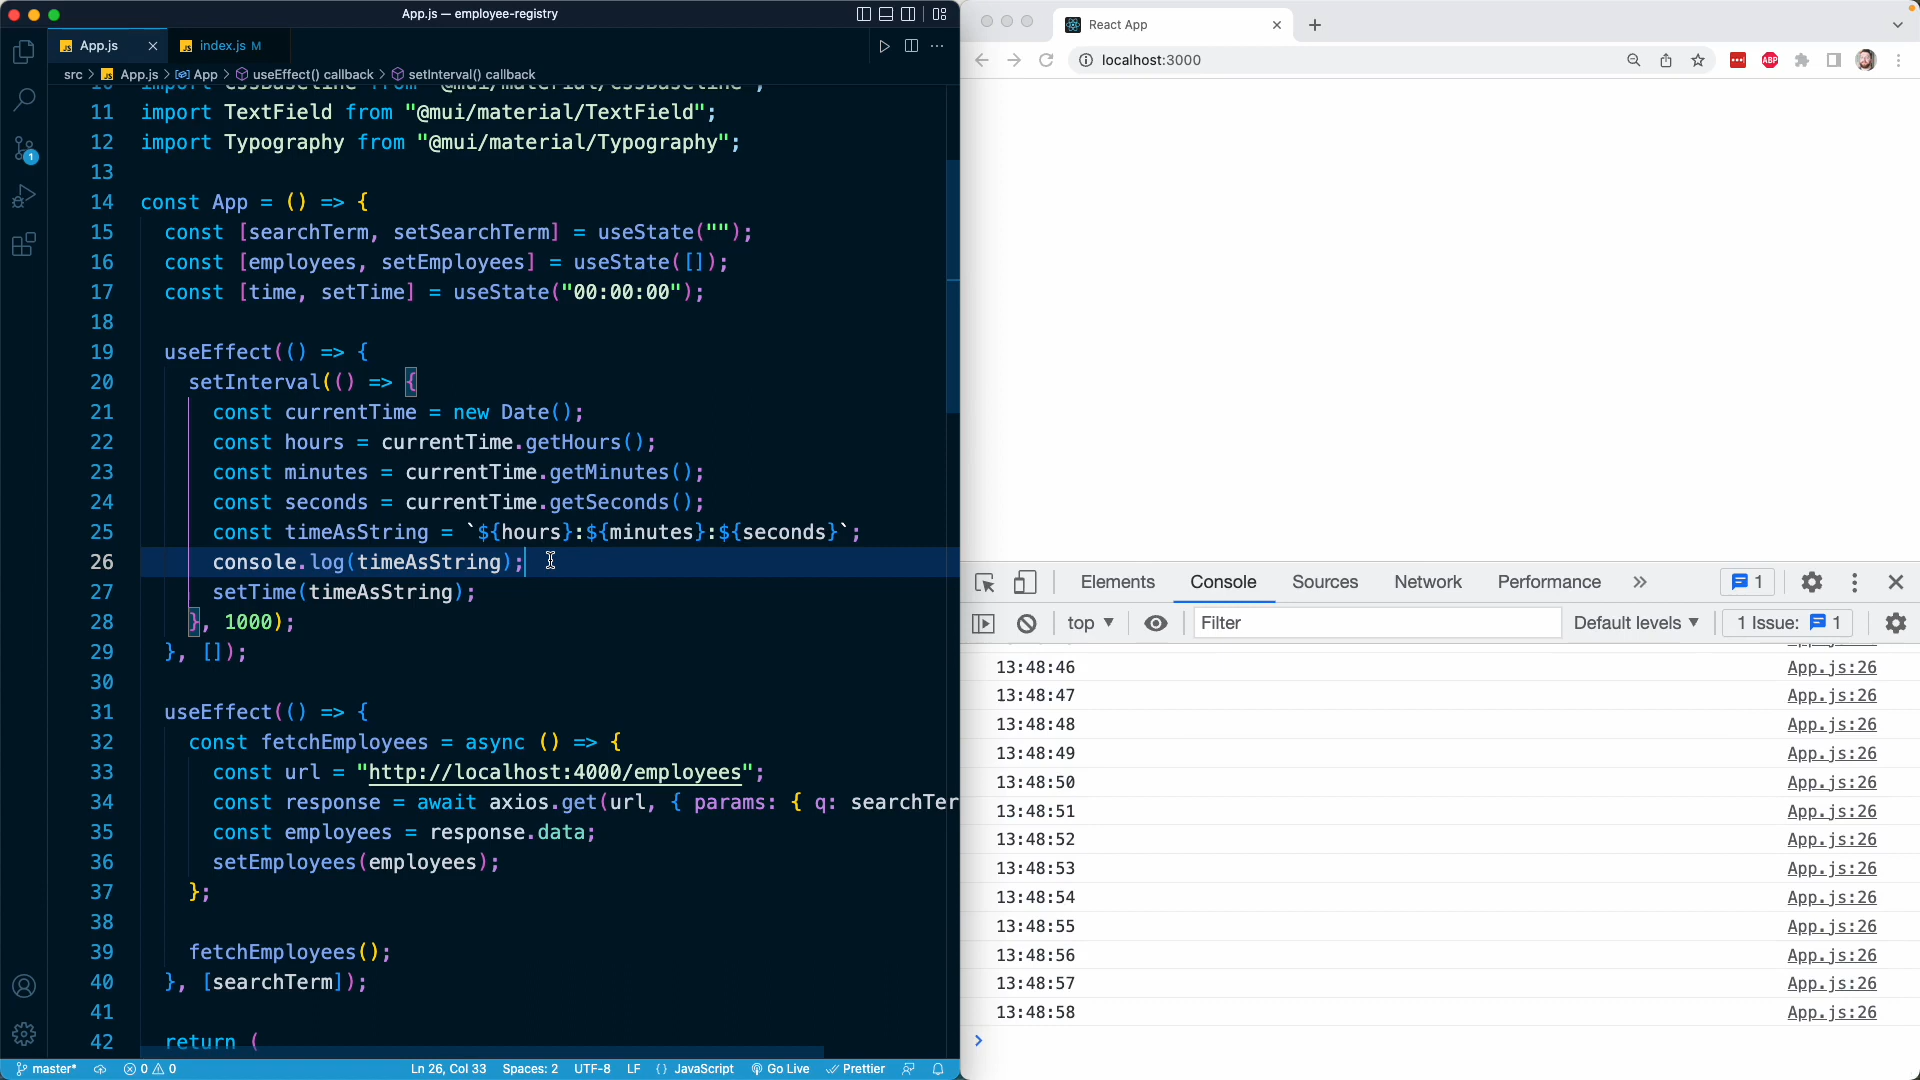 App.js — employee-registry
App.js
index.js M
src > App.js > App > useEffect() callback > setInterval() callback
10 import CssBaseline from "@mui/material/CssBaseline";
11 import TextField from "@mui/material/TextField";
12 import Typography from "@mui/material/Typography";
13
14 const App = () => {
15 const [searchTerm, setSearchTerm] = useState("");
16 const [employees, setEmployees] = useState([]);
17 const [time, setTime] = useState("00:00:00");
18
19 useEffect(() => {
20 setInterval(() => {
21 const currentTime = new Date();
22 const hours = currentTime.getHours();
23 const minutes = currentTime.getMinutes();
24 const seconds = currentTime.getSeconds();
25 const timeAsString = `${hours}:${minutes}:${seconds}`;
26 console.log(timeAsString);
27 setTime(timeAsString);
28 }, 1000);
29 }, []);
30
31 useEffect(() => {
32 const fetchEmployees = async () => {
33 const url = "http://localhost:4000/employees";
34 const response = await axios.get(url, { params: { q: searchTer
35 const employees = response.data;
36 setEmployees(employees);
37 };
38
39 fetchEmployees();
40 }, [searchTerm]);
41
42 return (
1
master* 0 0 Ln 26, Col 33 Spaces: 2 UTF-8 LF {} JavaScript Go Live Prettier
React App
localhost:3000
ABP
Elements Console Sources Network Performance » 1
top ▼ Filter Default levels ▼ 1 Issue: 1
13:48:46 App.js:26
13:48:47 App.js:26
13:48:48 App.js:26
13:48:49 App.js:26
13:48:50 App.js:26
13:48:51 App.js:26
13:48:52 App.js:26
13:48:53 App.js:26
13:48:54 App.js:26
13:48:55 App.js:26
13:48:56 App.js:26
13:48:57 App.js:26
13:48:58 App.js:26
>